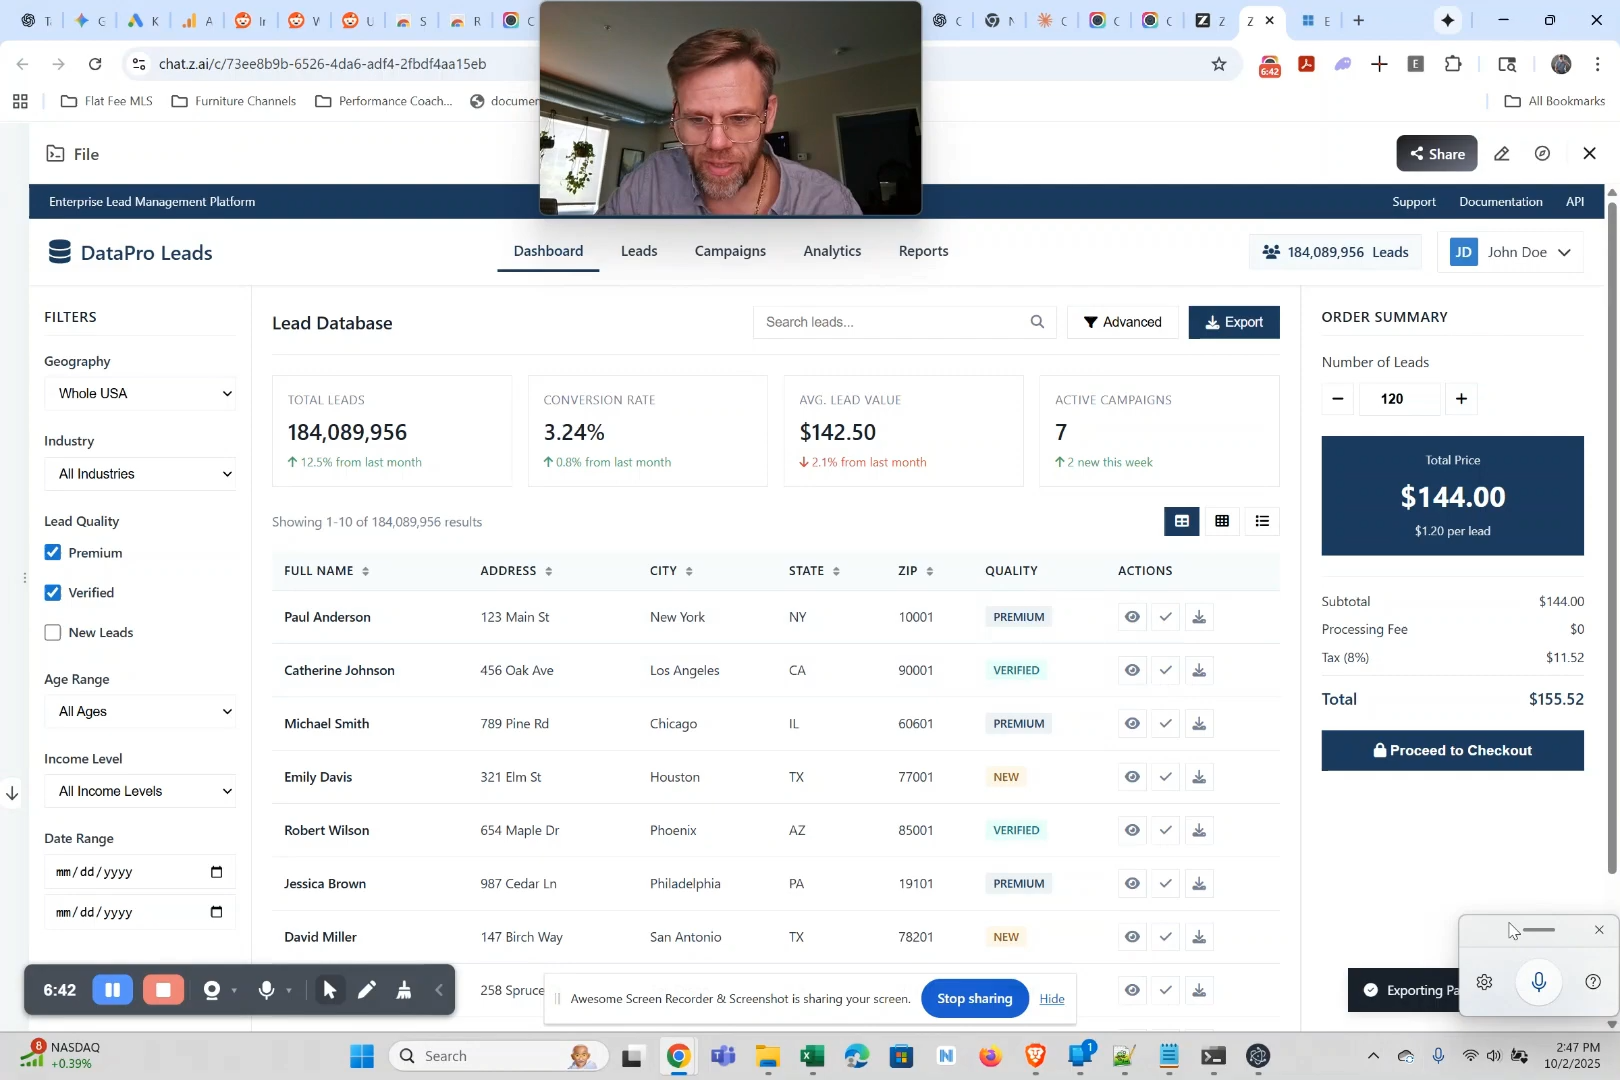 chat.z.ai/c/73ee8b9b-6526-4da6-adf4-2fbdf4aa15eb
6:42
Flat Fee MLS
Furniture Channels
Performance Coach...
All Bookmarks
File
Share
Enterprise Lead Management Platform
Support
Documentation
API
DataPro Leads
Dashboard
Leads
Campaigns
Analytics
Reports
184,089,956 Leads
JD
John Doe
FILTERS
Geography
Whole USA
Industry
All Industries
Lead Quality
Premium
Verified
New Leads
Age Range
All Ages
Income Level
All Income Levels
Date Range
mm/dd/yyyy
mm/dd/yyyy
Lead Database
Search leads...
Advanced
Export
TOTAL LEADS
184,089,956
12.5% from last month
CONVERSION RATE
3.24%
0.8% from last month
AVG. LEAD VALUE
$142.50
2.1% from last month
ACTIVE CAMPAIGNS
7
2 new this week
Showing 1-10 of 184,089,956 results
FULL NAME ADDRESS CITY STATE ZIP QUALITY ACTIONS
Paul Anderson 123 Main St New York NY 10001 PREMIUM
Catherine Johnson 456 Oak Ave Los Angeles CA 90001 VERIFIED
Michael Smith 789 Pine Rd Chicago IL 60601 PREMIUM
Emily Davis 321 Elm St Houston TX 77001 NEW
Robert Wilson 654 Maple Dr Phoenix AZ 85001 VERIFIED
Jessica Brown 987 Cedar Ln Philadelphia PA 19101 PREMIUM
David Miller 147 Birch Way San Antonio TX 78201 NEW
258 Spruce
ORDER SUMMARY
Number of Leads
− 120 +
Total Price
$144.00
$1.20 per lead
Subtotal $144.00
Processing Fee $0
Tax (8%) $11.52
Total $155.52
Proceed to Checkout
Exporting
6:42
Awesome Screen Recorder & Screenshot is sharing your screen.
Stop sharing
Hide
8
NASDAQ
+0.39%
Search
1
2:47 PM
10/2/2025